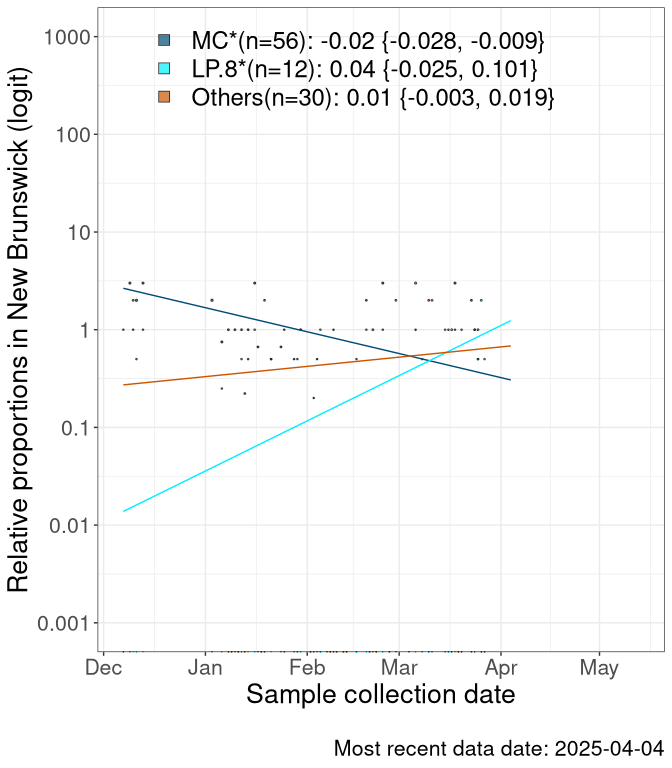 MC*(n=56): -0.02 {-0.028, -0.009}
LP.8*(n=12): 0.04 {-0.025, 0.101}
Others(n=30): 0.01 {-0.003, 0.019}
Relative proportions in New Brunswick (logit)
1000
100
10
1
0.1
0.01
0.001
Dec Jan Feb Mar Apr May
Sample collection date
Most recent data date: 2025-04-04